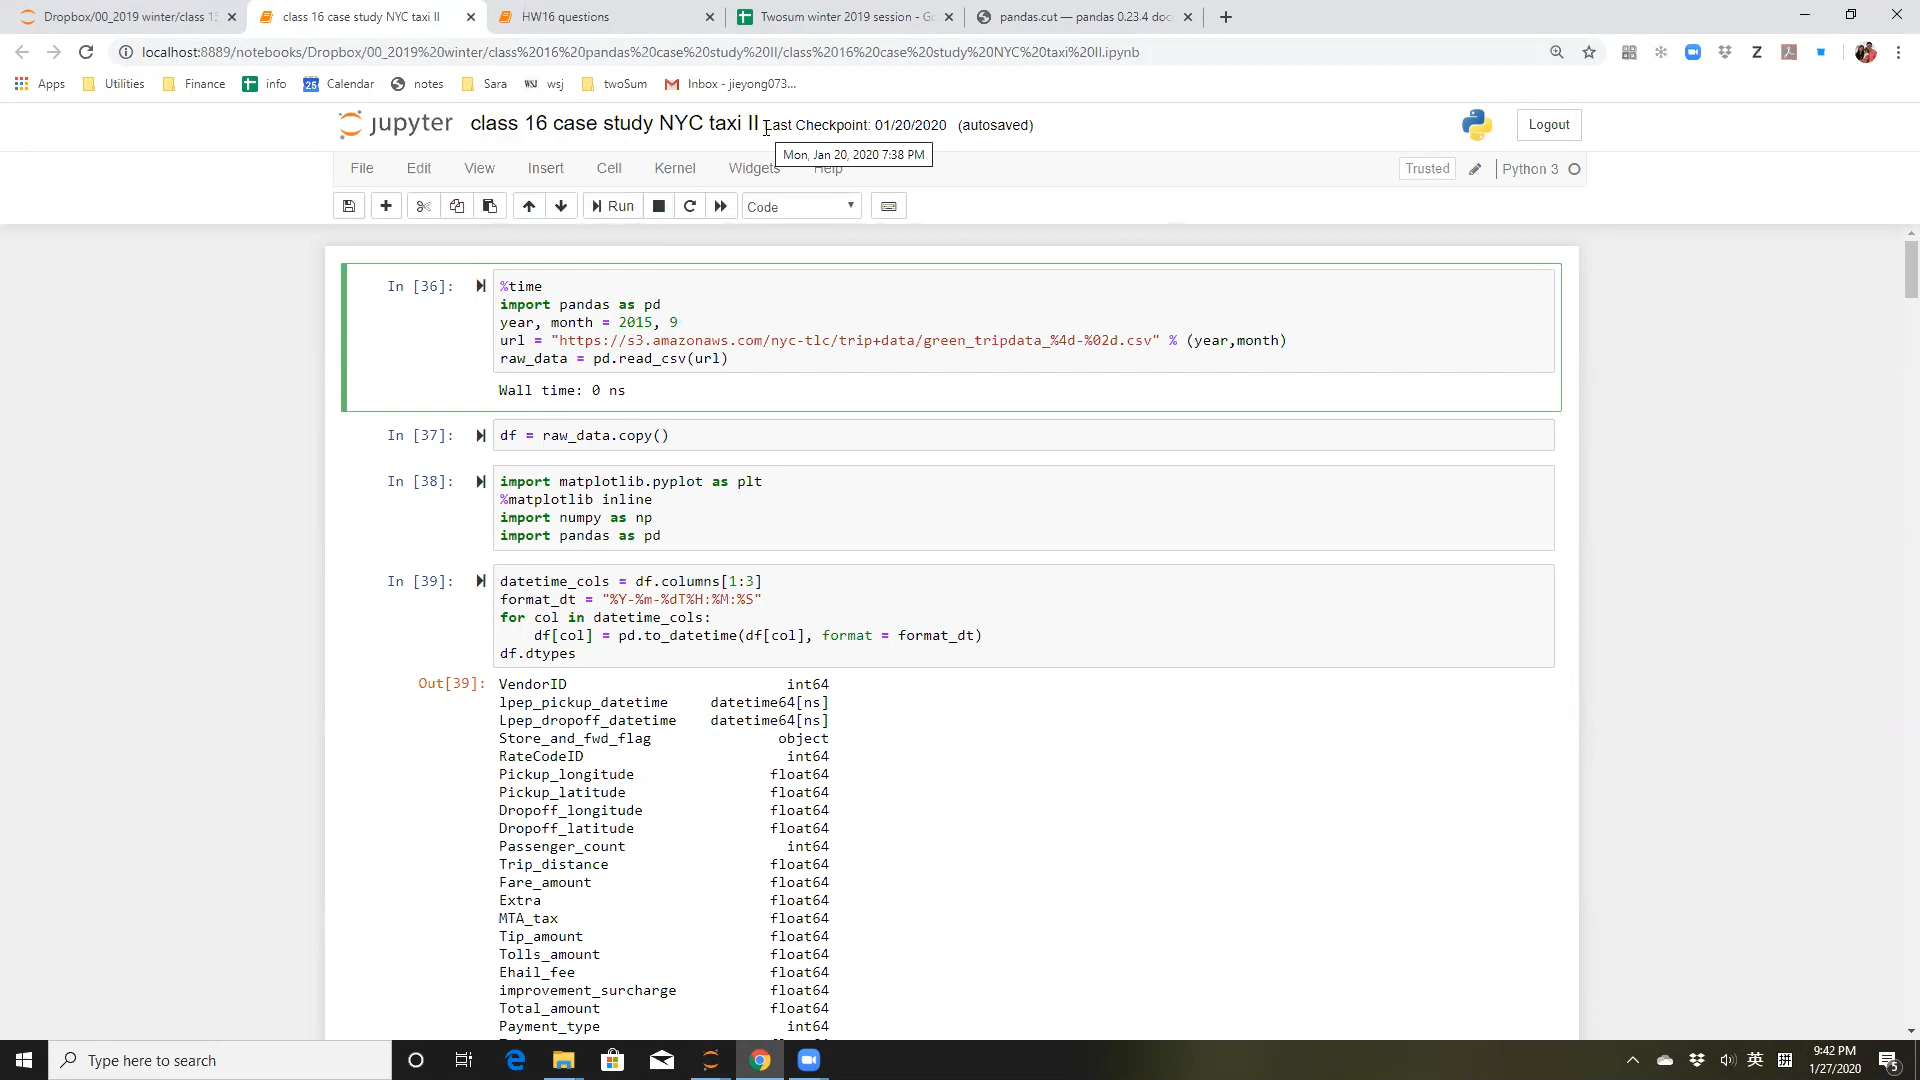 Dropbox/00_2019 winter/class 15
class 16 case study NYC taxi II
HW16 questions
Twosum winter 2019 session - Go
pandas.cut — pandas 0.23.4 doc
localhost:8889/notebooks/Dropbox/00_2019%20winter/class%2016%20pandas%20case%20study%20II/class%2016%20case%20study%20NYC%20taxi%20II.ipynb
Apps Utilities Finance info Calendar notes Sara wsj twoSum Inbox - jieyong073...
jupyter class 16 case study NYC taxi II Last Checkpoint: 01/20/2020 (autosaved) Logout
Mon, Jan 20, 2020 7:38 PM
File Edit View Insert Cell Kernel Widgets Help Trusted Python 3
Run Code
In [36]: %time
import pandas as pd
year, month = 2015, 9
url = "https://s3.amazonaws.com/nyc-tlc/trip+data/green_tripdata_%4d-%02d.csv" % (year,month)
raw_data = pd.read_csv(url)
Wall time: 0 ns
In [37]: df = raw_data.copy()
In [38]: import matplotlib.pyplot as plt
%matplotlib inline
import numpy as np
import pandas as pd
In [39]: datetime_cols = df.columns[1:3]
format_dt = "%Y-%m-%dT%H:%M:%S"
for col in datetime_cols:
    df[col] = pd.to_datetime(df[col], format = format_dt)
df.dtypes
Out[39]: VendorID int64
lpep_pickup_datetime datetime64[ns]
Lpep_dropoff_datetime datetime64[ns]
Store_and_fwd_flag object
RateCodeID int64
Pickup_longitude float64
Pickup_latitude float64
Dropoff_longitude float64
Dropoff_latitude float64
Passenger_count int64
Trip_distance float64
Fare_amount float64
Extra float64
MTA_tax float64
Tip_amount float64
Tolls_amount float64
Ehail_fee float64
improvement_surcharge float64
Total_amount float64
Payment_type int64
Type here to search
英
9:42 PM
1/27/2020
5